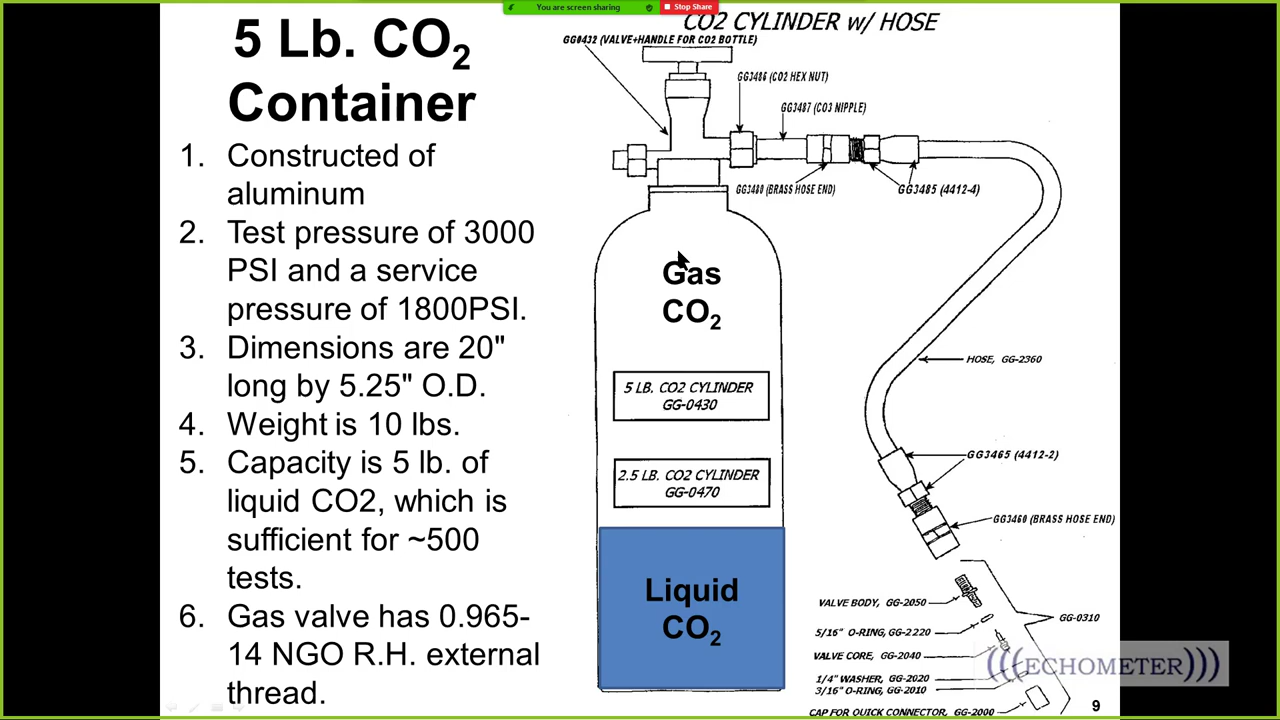 You are screen sharing
Stop Share
5 Lb. CO2
Container
1. Constructed of
aluminum
2. Test pressure of 3000
PSI and a service
pressure of 1800PSI.
3. Dimensions are 20"
long by 5.25" O.D.
4. Weight is 10 lbs.
5. Capacity is 5 lb. of
liquid CO2, which is
sufficient for ~500
tests.
6. Gas valve has 0.965-
14 NGO R.H. external
thread.
CO2 CYLINDER w/ HOSE
GG0432 (VALVE+HANDLE FOR CO2 BOTTLE)
GG3486 (CO2 HEX NUT)
GG3487 (CO3 NIPPLE)
GG3480 (BRASS HOSE END)
GG3485 (4412-4)
Gas
CO2
5 LB. CO2 CYLINDER
GG-0430
2.5 LB. CO2 CYLINDER
GG-0470
Liquid
CO2
HOSE, GG-2360
GG3465 (4412-2)
GG3460 (BRASS HOSE END)
VALVE BODY, GG-2050
GG-0310
5/16" O-RING, GG-2220
VALVE CORE, GG-2040
1/4" WASHER, GG-2020
3/16" O-RING, GG-2010
CAP FOR QUICK CONNECTOR, GG-2000
(((ECHOMETER)))
9